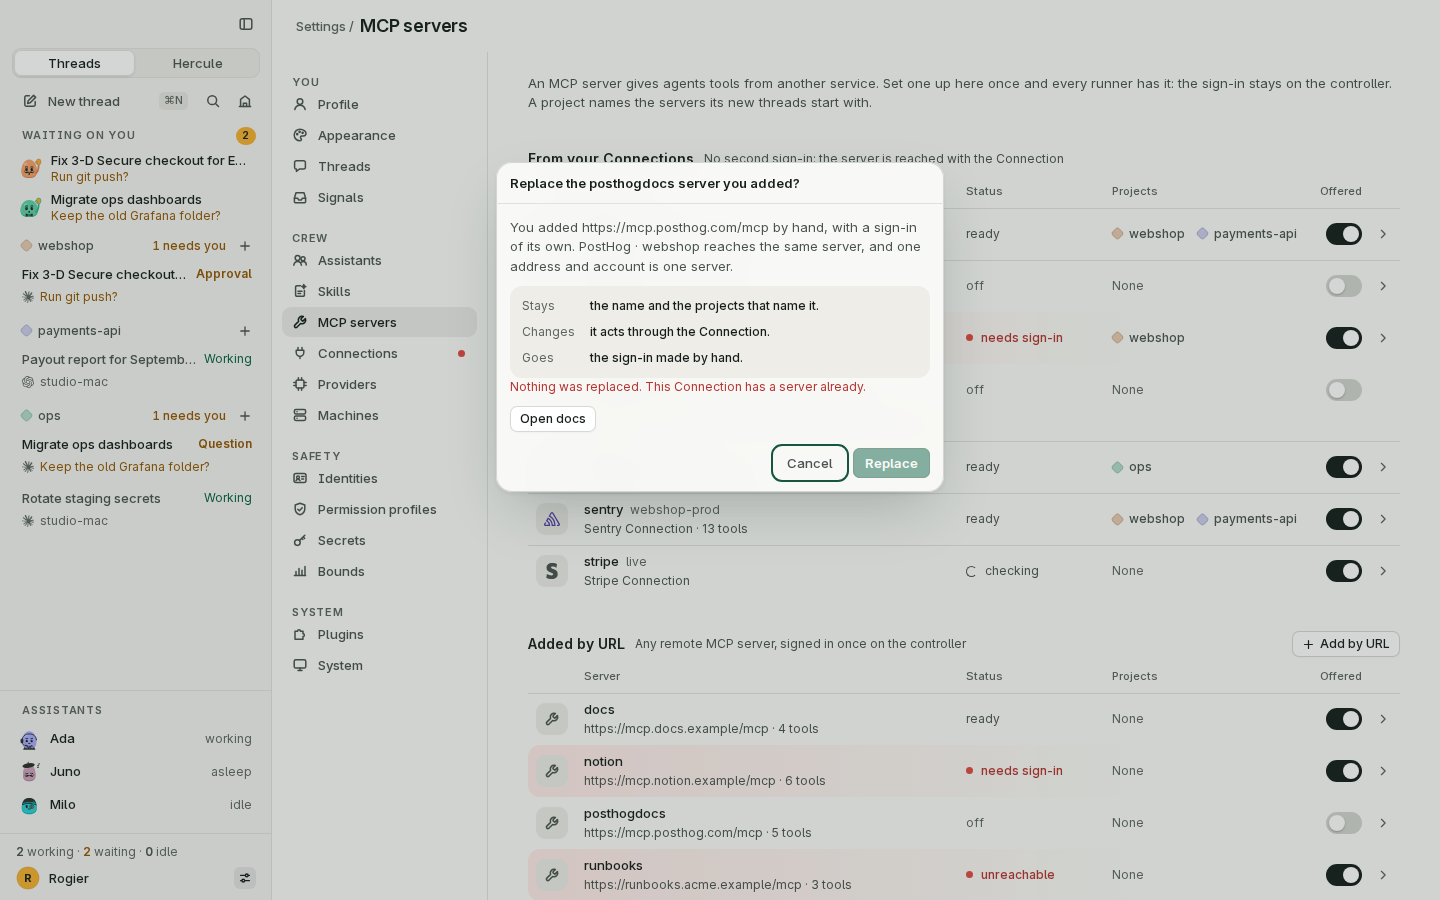 Threads
Hercule
New thread
⌘N
WAITING ON YOU
2
Fix 3-D Secure checkout for E...
Run git push?
Migrate ops dashboards
Keep the old Grafana folder?
webshop
1 needs you
Fix 3-D Secure checkout...
Approval
Run git push?
payments-api
Payout report for Septemb...
Working
studio-mac
ops
1 needs you
Migrate ops dashboards
Question
Keep the old Grafana folder?
Rotate staging secrets
Working
studio-mac
ASSISTANTS
Ada
working
Juno
asleep
Milo
idle
2 working · 2 waiting · 0 idle
R
Rogier
Settings / MCP servers
YOU
Profile
Appearance
Threads
Signals
CREW
Assistants
Skills
MCP servers
Connections
Providers
Machines
SAFETY
Identities
Permission profiles
Secrets
Bounds
SYSTEM
Plugins
System
An MCP server gives agents tools from another service. Set one up here once and every runner has it: the sign-in stays on the controller.
A project names the servers its new threads start with.
From your Connections
No second sign-in: the server is reached with the Connection
Status
Projects
Offered
ready
webshop
payments-api
off
None
needs sign-in
webshop
off
None
ready
ops
sentry webshop-prod
Sentry Connection · 13 tools
ready
webshop
payments-api
stripe live
Stripe Connection
checking
None
Replace the posthogdocs server you added?
You added https://mcp.posthog.com/mcp by hand, with a sign-in
of its own. PostHog · webshop reaches the same server, and one
address and account is one server.
Stays
the name and the projects that name it.
Changes
it acts through the Connection.
Goes
the sign-in made by hand.
Nothing was replaced. This Connection has a server already.
Open docs
Cancel
Replace
Added by URL
Any remote MCP server, signed in once on the controller
Add by URL
Server
Status
Projects
Offered
docs
https://mcp.docs.example/mcp · 4 tools
ready
None
notion
https://mcp.notion.example/mcp · 6 tools
needs sign-in
None
posthogdocs
https://mcp.posthog.com/mcp · 5 tools
off
None
runbooks
https://runbooks.acme.example/mcp · 3 tools
unreachable
None